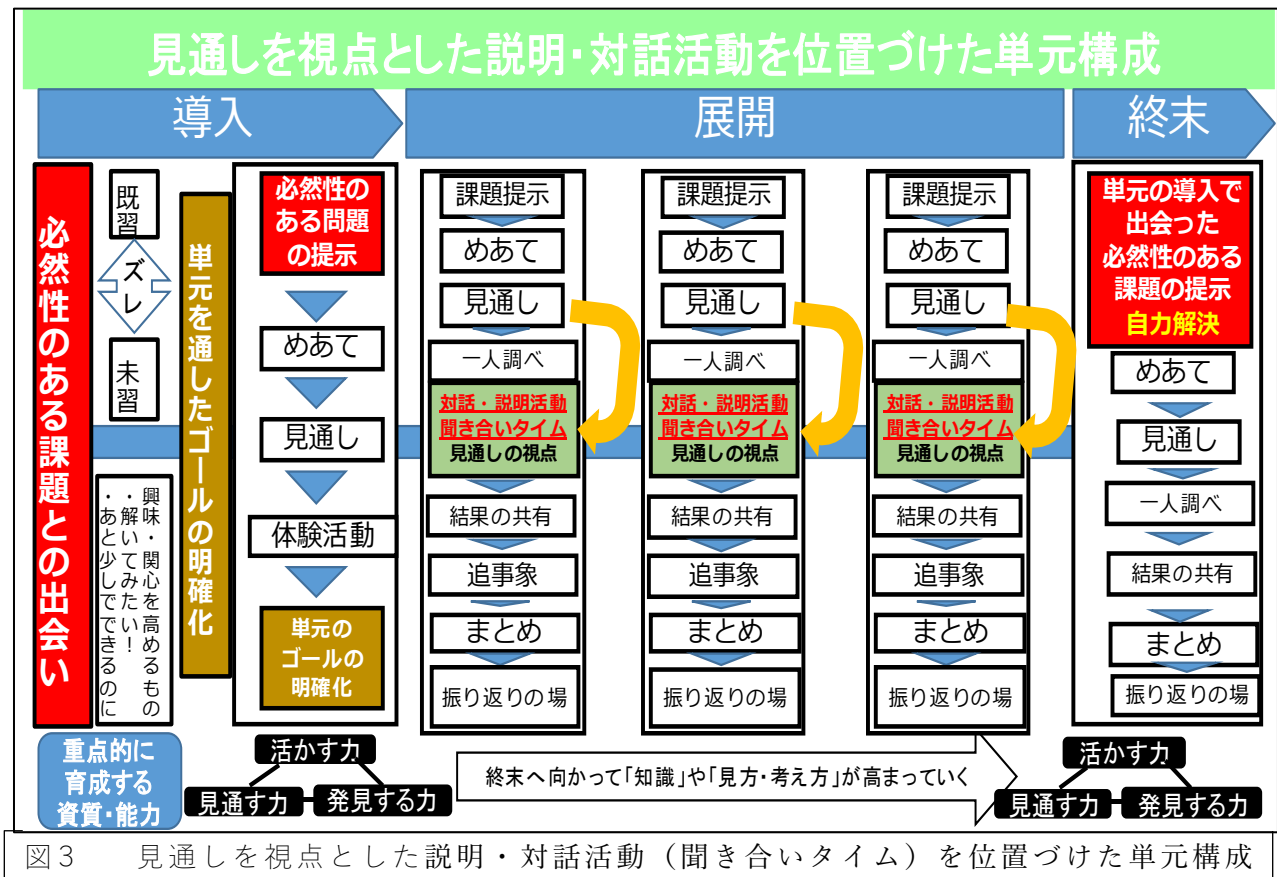 見通しを視点とした説明・対話活動を位置づけた単元構成
導入
展開
終末
必然性のある課題との出会い
既習
ズレ
未習
興味・関心を高めるもの
・解いてみたい!
・あと少しでできるのに
単元を通したゴールの明確化
必然性の
ある問題
の提示
めあて
見通し
体験活動
単元の
ゴールの
明確化
課題提示
めあて
見通し
一人調べ
対話・説明活動
聞き合いタイム
見通しの視点
結果の共有
追事象
まとめ
振り返りの場
課題提示
めあて
見通し
一人調べ
対話・説明活動
聞き合いタイム
見通しの視点
結果の共有
追事象
まとめ
振り返りの場
課題提示
めあて
見通し
一人調べ
対話・説明活動
聞き合いタイム
見通しの視点
結果の共有
追事象
まとめ
振り返りの場
単元の導入で
出会った
必然性のある
課題の提示
自力解決
めあて
見通し
一人調べ
結果の共有
まとめ
振り返りの場
重点的に
育成する
資質・能力
活かす力
見通す力
発見する力
終末へ向かって「知識」や「見方・考え方」が高まっていく
活かす力
見通す力
発見する力
図3 見通しを視点とした説明・対話活動(聞き合いタイム)を位置づけた単元構成